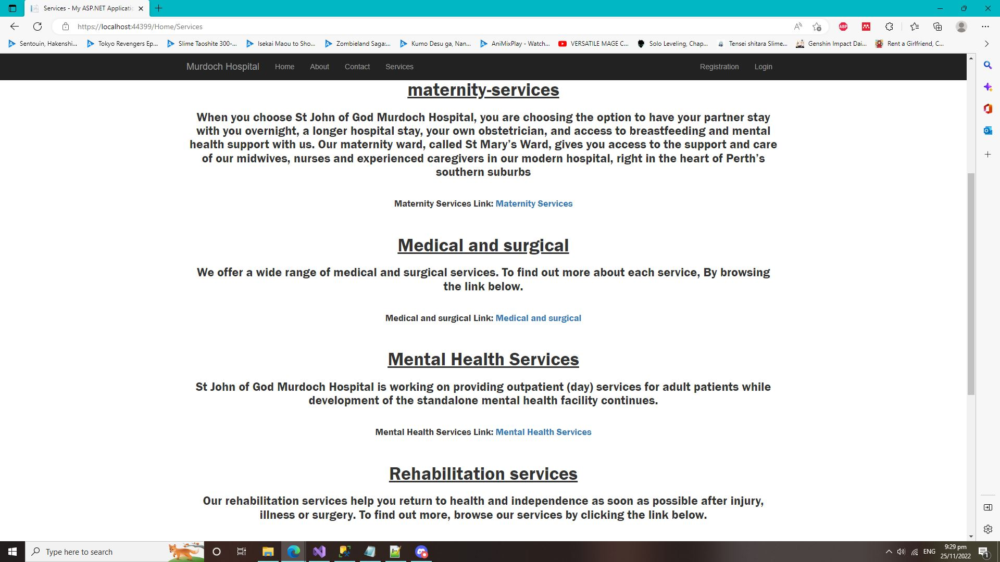 Services - My ASP.NET Applicatio
https://localhost:44399/Home/Services
ABP
Sentouin, Hakenshi...
Tokyo Revengers Ep...
Slime Taoshite 300-...
Isekai Maou to Sho...
Zombieland Saga:...
Kumo Desu ga, Nan...
AniMixPlay - Watch...
VERSATILE MAGE C...
Solo Leveling, Chap...
Tensei shitara Slime...
Genshin Impact Dai...
Rent a Girlfriend, C...
Murdoch Hospital Home About Contact Services Registration Login
maternity-services
When you choose St John of God Murdoch Hospital, you are choosing the option to have your partner stay
with you overnight, a longer hospital stay, your own obstetrician, and access to breastfeeding and mental
health support with us. Our maternity ward, called St Mary’s Ward, gives you access to the support and care
of our midwives, nurses and experienced caregivers in our modern hospital, right in the heart of Perth’s
southern suburbs
Maternity Services Link: Maternity Services
Medical and surgical
We offer a wide range of medical and surgical services. To find out more about each service, By browsing
the link below.
Medical and surgical Link: Medical and surgical
Mental Health Services
St John of God Murdoch Hospital is working on providing outpatient (day) services for adult patients while
development of the standalone mental health facility continues.
Mental Health Services Link: Mental Health Services
Rehabilitation services
Our rehabilitation services help you return to health and independence as soon as possible after injury,
illness or surgery. To find out more, browse our services by clicking the link below.
Type here to search
ENG
9:29 pm
25/11/2022
1